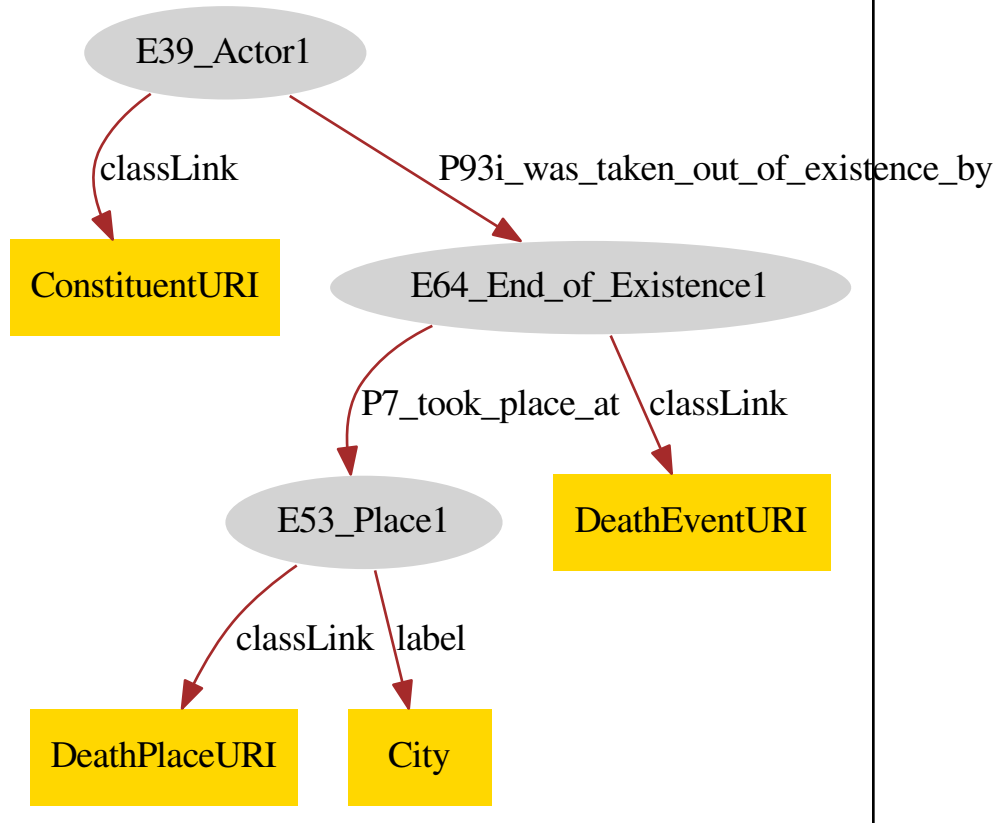 E39_Actor1
classLink
P93i_was_taken_out_of_existence_by
ConstituentURI
E64_End_of_Existence1
P7_took_place_at
classLink
E53_Place1
DeathEventURI
classLink
label
DeathPlaceURI
City